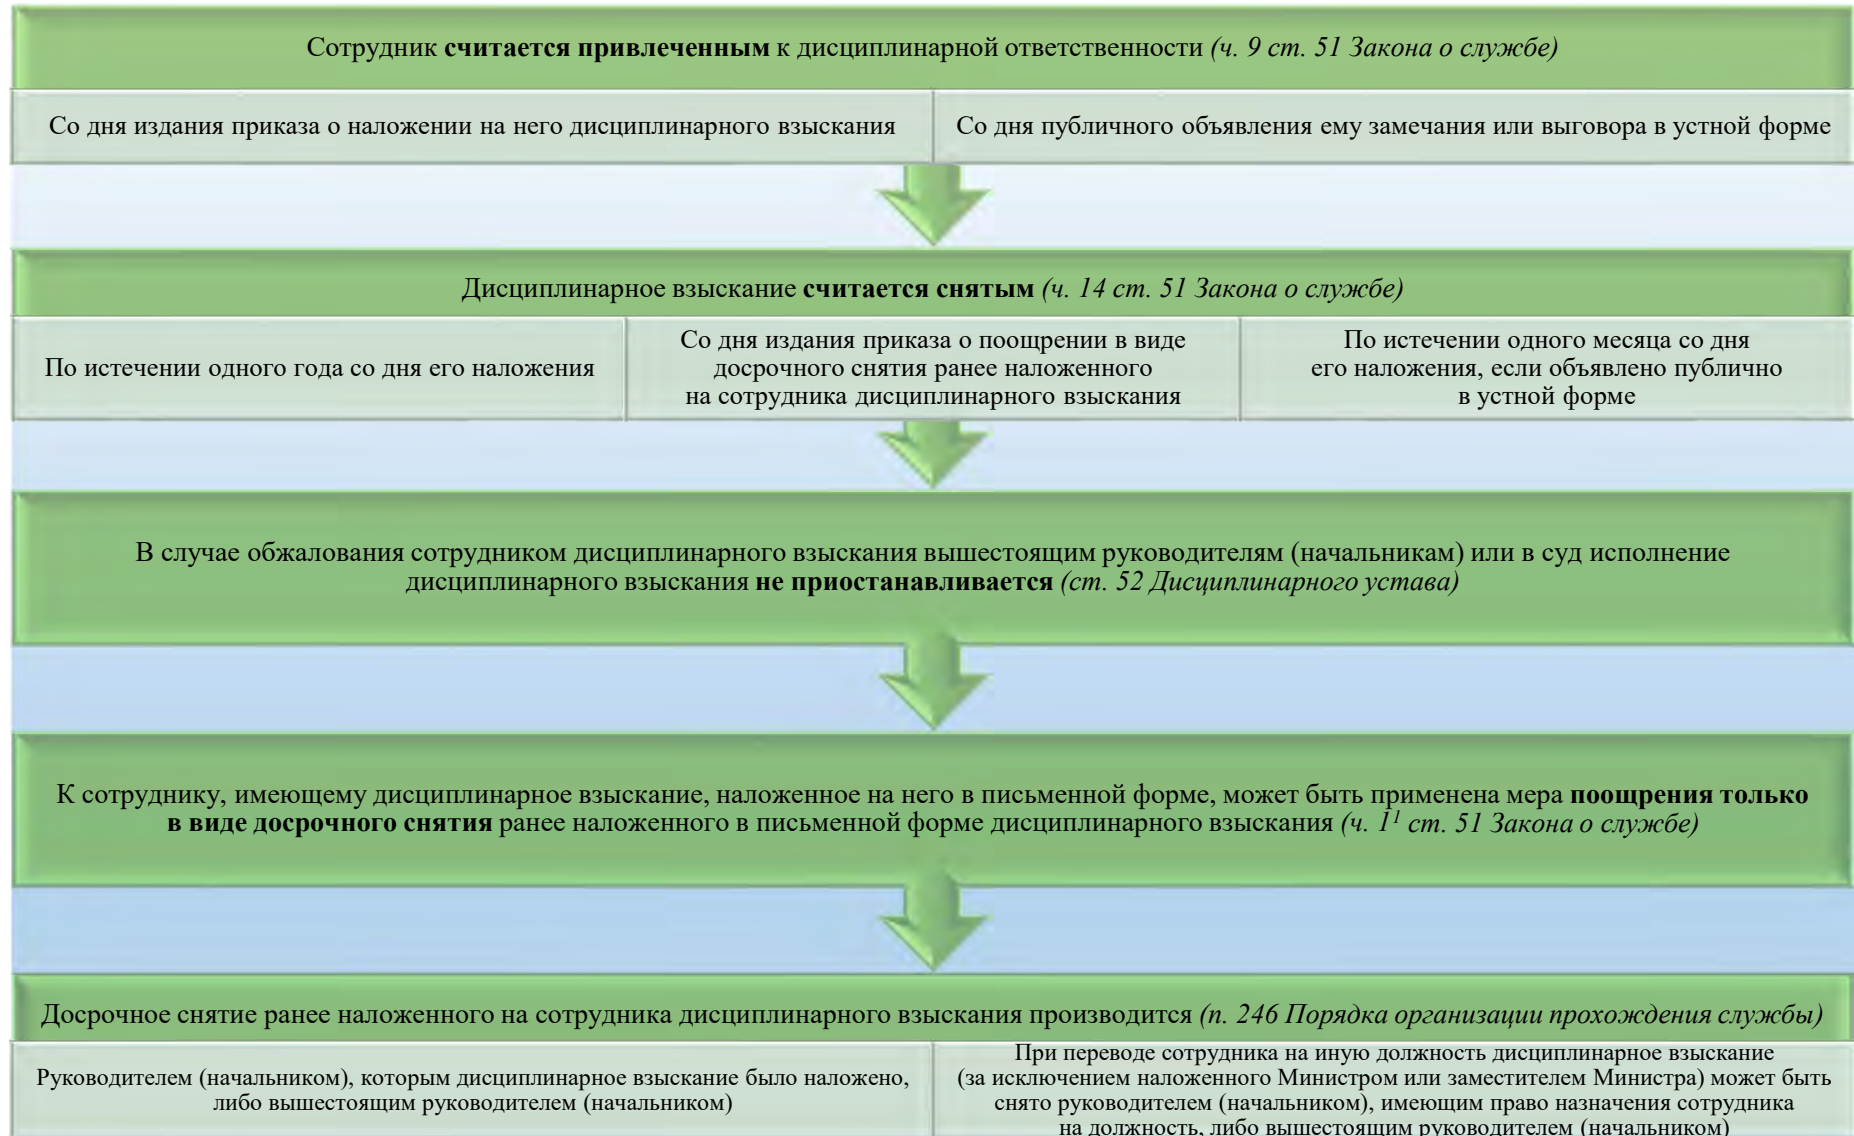 Сотрудник считается привлеченным к дисциплинарной ответственности (ч. 9 ст. 51 Закона о службе)
Со дня издания приказа о наложении на него дисциплинарного взыскания
Со дня публичного объявления ему замечания или выговора в устной форме
Дисциплинарное взыскание считается снятым (ч. 14 ст. 51 Закона о службе)
По истечении одного года со дня его наложения
Со дня издания приказа о поощрении в виде
досрочного снятия ранее наложенного
на сотрудника дисциплинарного взыскания
По истечении одного месяца со дня
его наложения, если объявлено публично
в устной форме
В случае обжалования сотрудником дисциплинарного взыскания вышестоящим руководителям (начальникам) или в суд исполнение
дисциплинарного взыскания не приостанавливается (ст. 52 Дисциплинарного устава)
К сотруднику, имеющему дисциплинарное взыскание, наложенное на него в письменной форме, может быть применена мера поощрения только
в виде досрочного снятия ранее наложенного в письменной форме дисциплинарного взыскания (ч. 1¹ ст. 51 Закона о службе)
Досрочное снятие ранее наложенного на сотрудника дисциплинарного взыскания производится (п. 246 Порядка организации прохождения службы)
Руководителем (начальником), которым дисциплинарное взыскание было наложено,
либо вышестоящим руководителем (начальником)
При переводе сотрудника на иную должность дисциплинарное взыскание
(за исключением наложенного Министром или заместителем Министра) может быть
снято руководителем (начальником), имеющим право назначения сотрудника
на должность, либо вышестоящим руководителем (начальником)